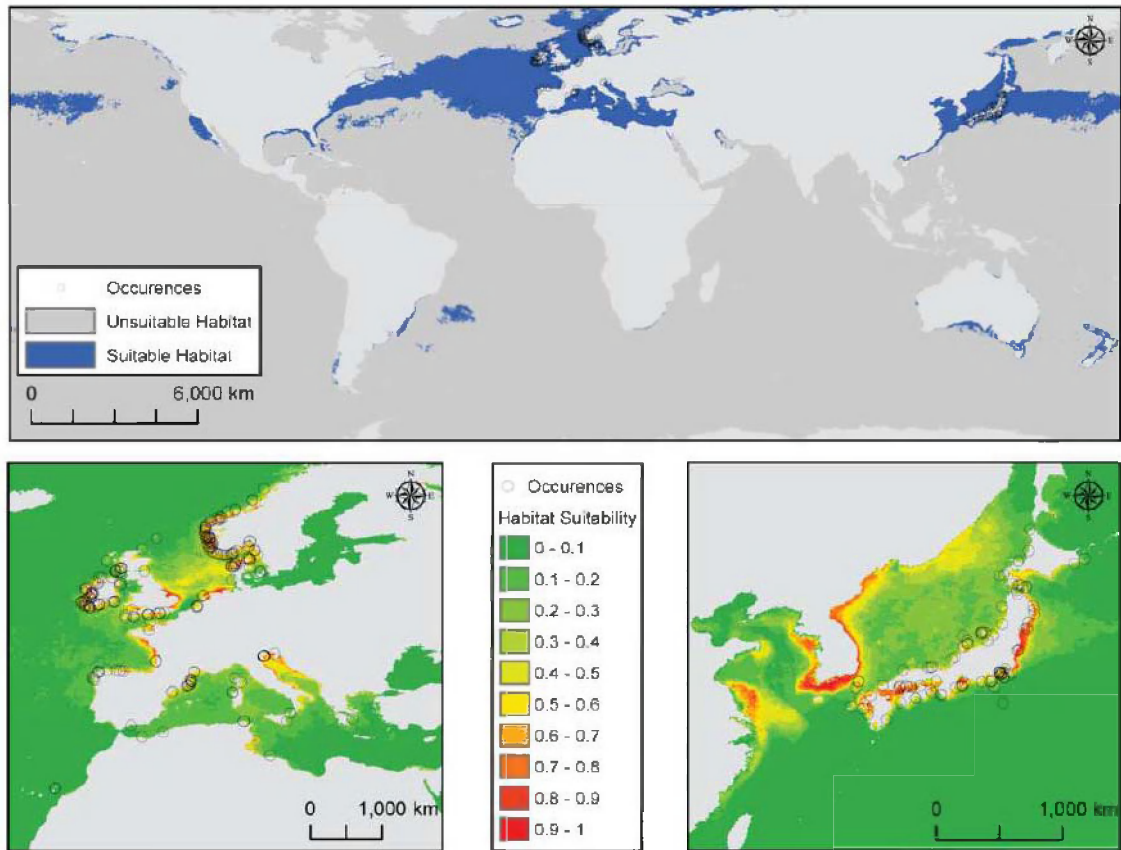 N
W E
S
Occurences
Unsuitable Habitat
Suitable Habitat
0 6,000 km
N
W E
S
0 1,000 km
Occurences
Habitat Suitability
0 - 0.1
0.1 - 0.2
0.2 - 0.3
0.3 - 0.4
0.4 - 0.5
0.5 - 0.6
0.6 - 0.7
0.7 - 0.8
0.8 - 0.9
0.9 - 1
N
W E
S
0 1,000 km